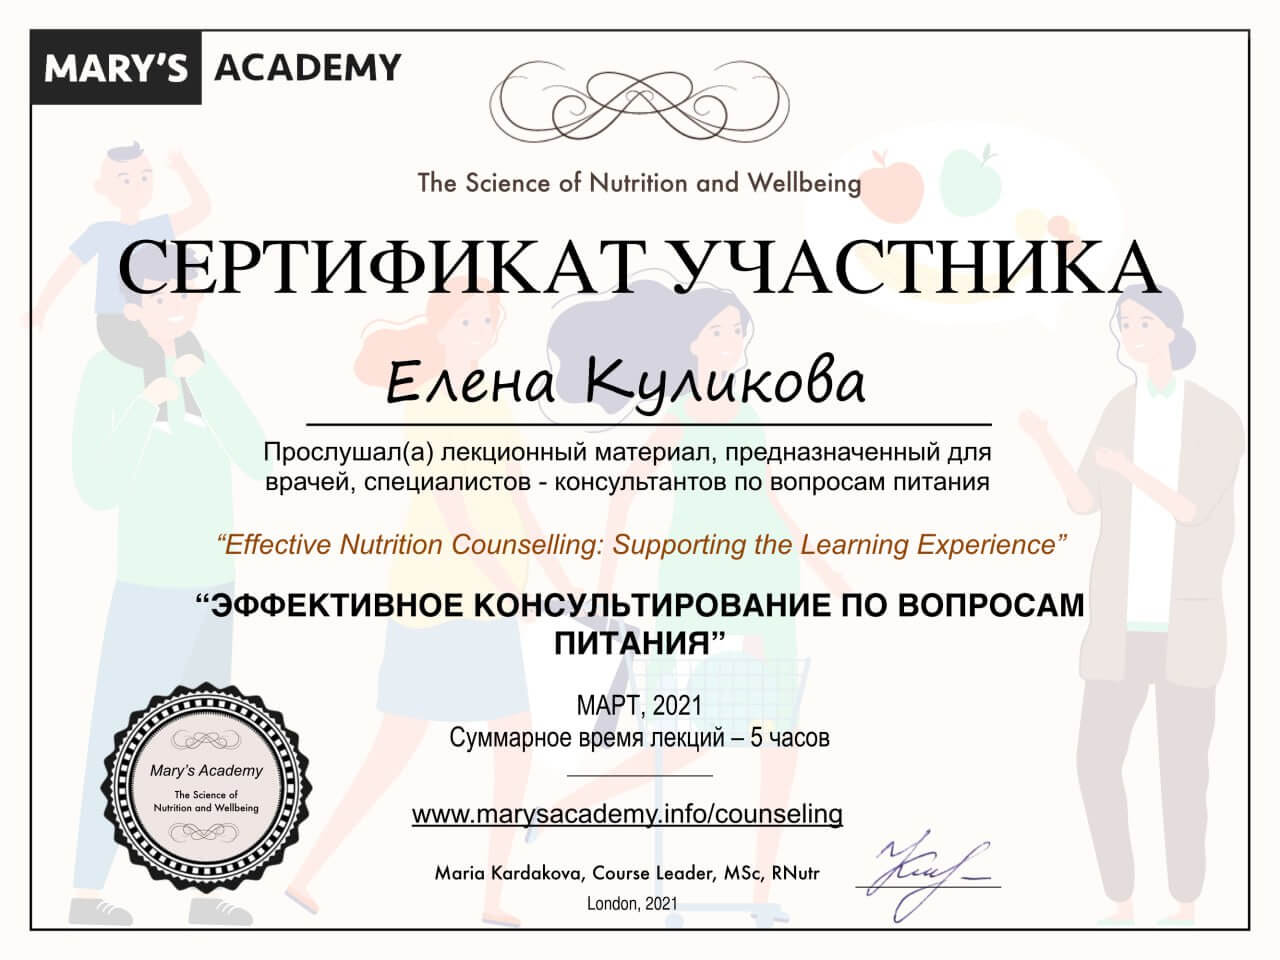 MARY'S ACADEMY
The Science of Nutrition and Wellbeing
СЕРТИФИКАТ УЧАСТНИКА
Елена Куликова
Прослушал(а) лекционный материал, предназначенный для
врачей, специалистов - консультантов по вопросам питания
“Effective Nutrition Counselling: Supporting the Learning Experience”
“ЭФФЕКТИВНОЕ КОНСУЛЬТИРОВАНИЕ ПО ВОПРОСАМ
ПИТАНИЯ”
МАРТ, 2021
Суммарное время лекций – 5 часов
Mary's Academy
The Science of
Nutrition and Wellbeing
www.marysacademy.info/counseling
Maria Kardakova, Course Leader, MSc, RNutr
London, 2021